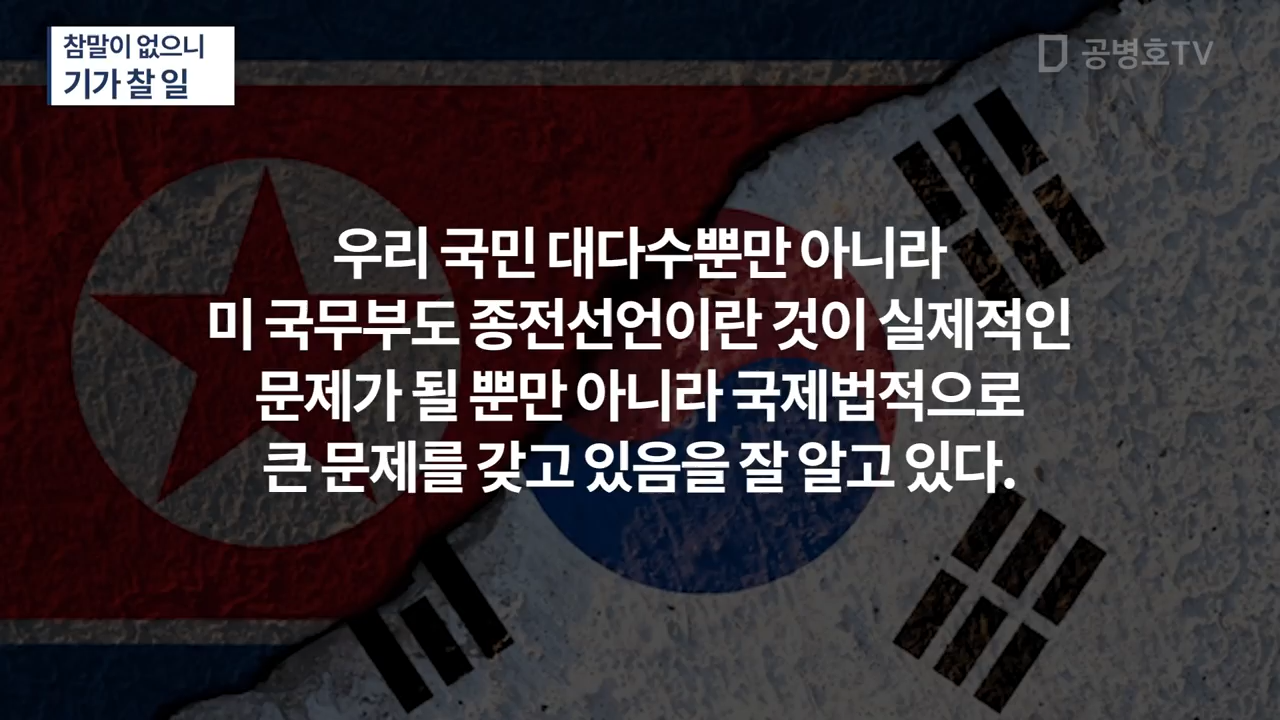 참말이 없으니
기가 찰 일
공병호TV
우리 국민 대다수뿐만 아니라
미 국무부도 종전선언이란 것이 실제적인
문제가 될 뿐만 아니라 국제법적으로
큰 문제를 갖고 있음을 잘 알고 있다.